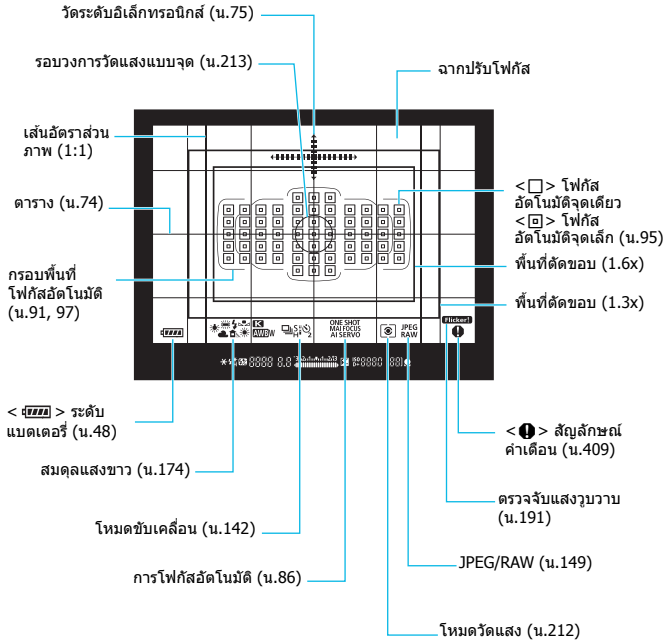 วัดระดับอิเล็กทรอนิกส์ (น.75)
รอบวงการวัดแสงแบบจุด (น.213)
ฉากปรับโฟกัส
เส้นอัตราส่วน
ภาพ (1:1)
ตาราง (น.74)
<□> โฟกัส
อัตโนมัติจุดเดียว
<▫> โฟกัส
อัตโนมัติจุดเล็ก (น.95)
พื้นที่ตัดขอบ (1.6x)
กรอบพื้นที่
โฟกัสอัตโนมัติ
(น.91, 97)
พื้นที่ตัดขอบ (1.3x)
Flicker!
K
AWB W
ONE SHOT
MAI FOCUS
AI SERVO
JPEG
RAW
< > ระดับ
แบตเตอรี่ (น.48)
< > สัญลักษณ์
คำเตือน (น.409)
สมดุลแสงขาว (น.174)
ตรวจจับแสงวูบวาบ
(น.191)
โหมดขับเคลื่อน (น.142)
JPEG/RAW (น.149)
การโฟกัสอัตโนมัติ (น.86)
โหมดวัดแสง (น.212)